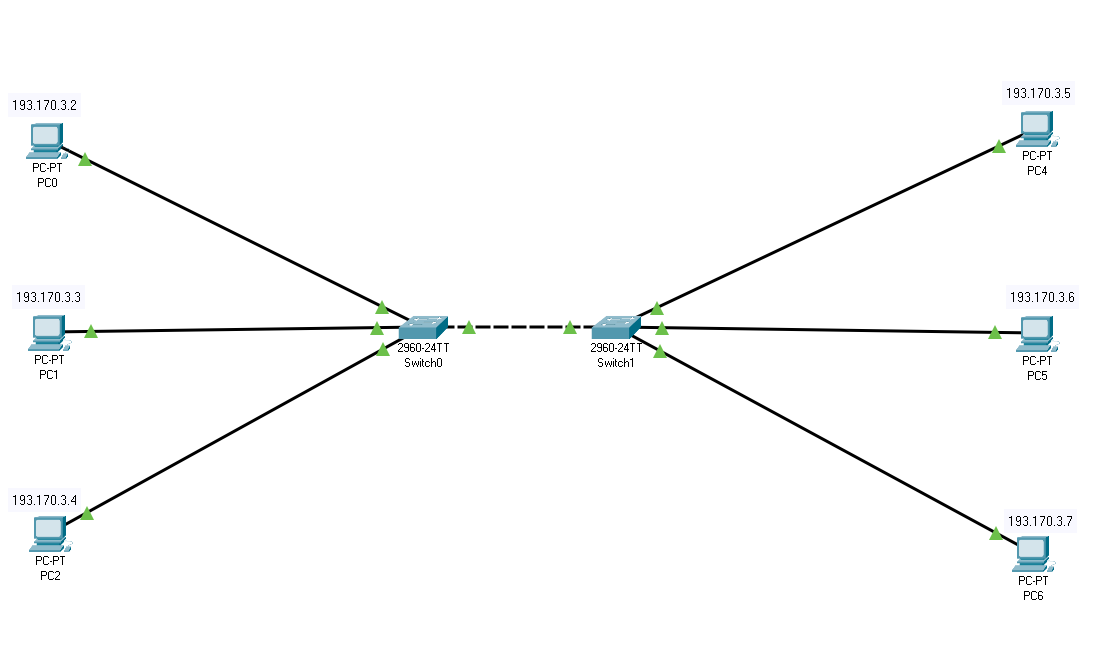 193.170.3.2
PC-PT
PC0
193.170.3.3
PC-PT
PC1
193.170.3.4
PC-PT
PC2
2960-24TT
Switch0
2960-24TT
Switch1
193.170.3.5
PC-PT
PC4
193.170.3.6
PC-PT
PC5
193.170.3.7
PC-PT
PC6